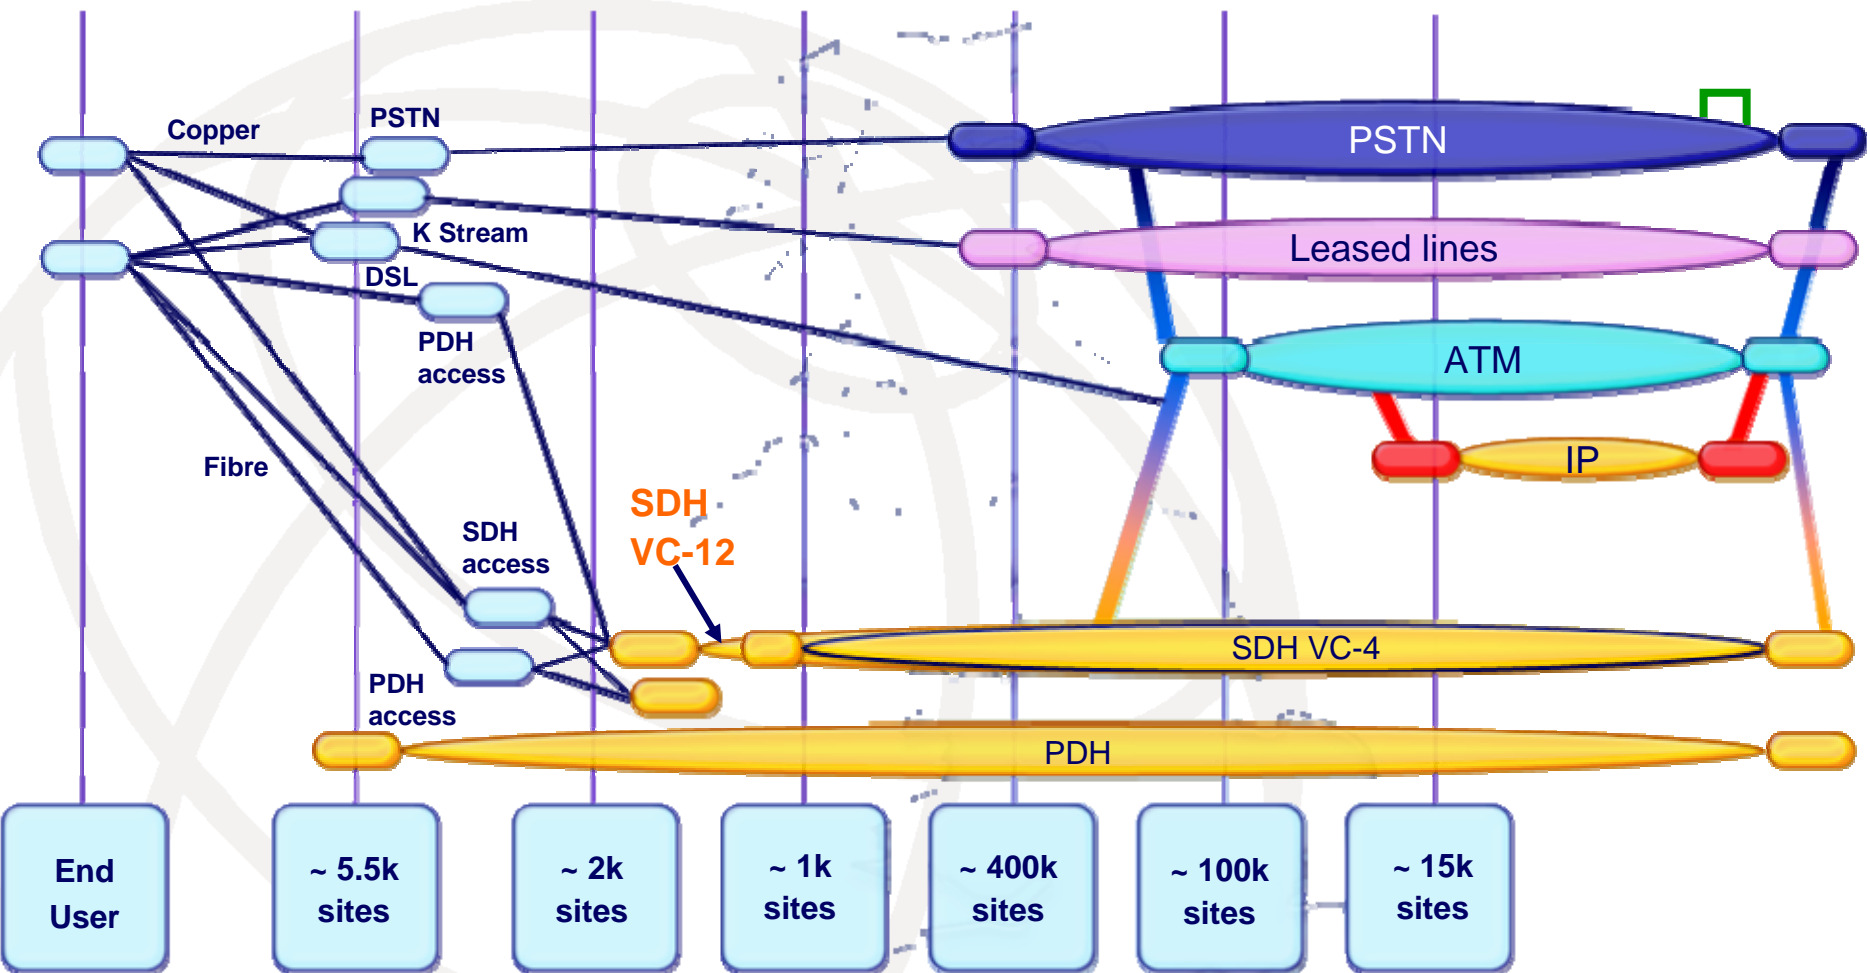 Copper
PSTN
PSTN
K Stream
Leased lines
DSL
PDH
access
ATM
Fibre
IP
SDH
VC-12
SDH
access
SDH VC-4
PDH
access
PDH
End
User
~ 5.5k
sites
~ 2k
sites
~ 1k
sites
~ 400k
sites
~ 100k
sites
~ 15k
sites